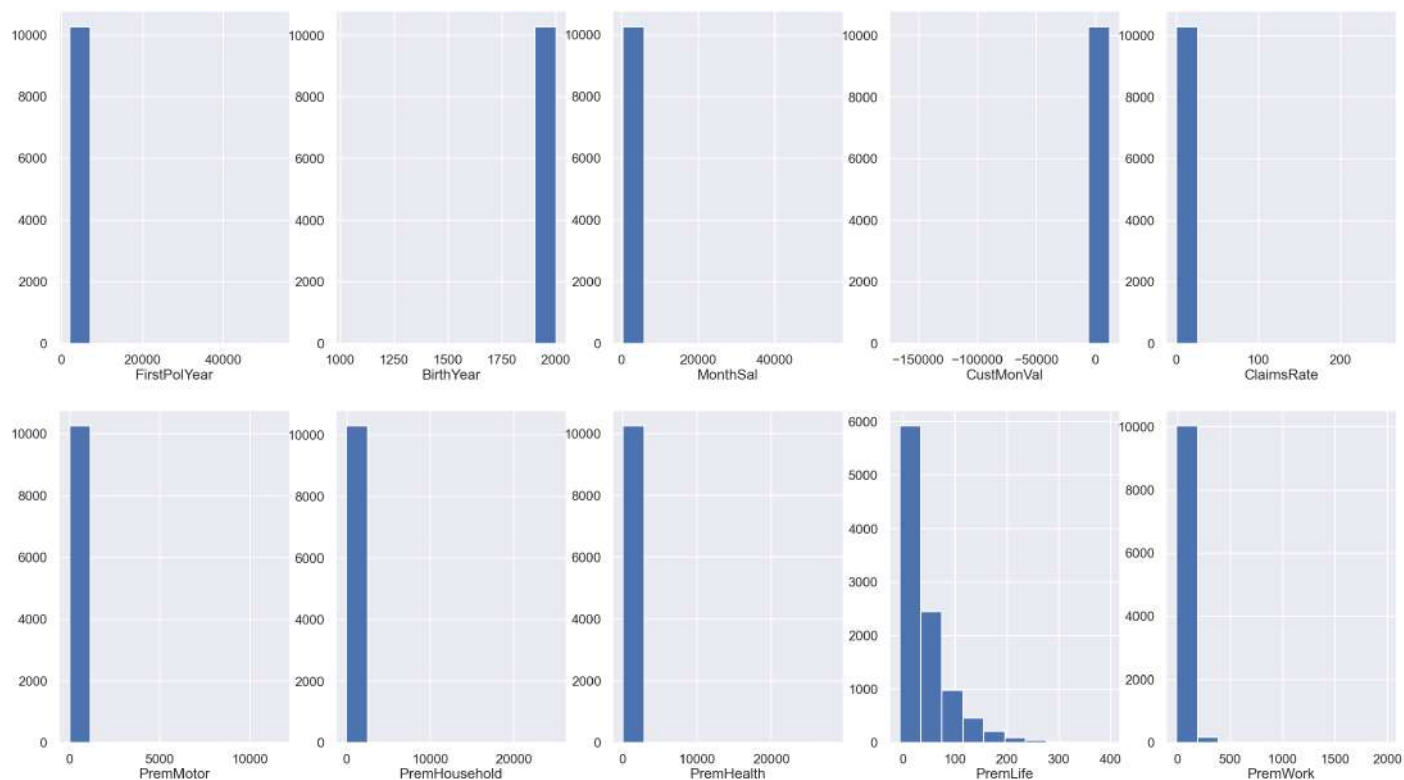 10000 10000 10000 10000 10000
8000 8000 8000 8000 8000
6000 6000 6000 6000 6000
4000 4000 4000 4000 4000
2000 2000 2000 2000 2000
0 0 0 0 0
0 20000 40000 1000 1250 1500 1750 2000 0 20000 40000 −150000 −100000 −50000 0 0 100 200
FirstPolYear BirthYear MonthSal CustMonVal ClaimsRate
10000 10000 10000 6000 10000
8000 8000 8000 5000 8000
6000 6000 6000 4000 6000
4000 4000 4000 3000 4000
2000 2000 2000 2000 2000
1000
0 0 0 0 0
0 5000 10000 0 10000 20000 0 10000 20000 0 100 200 300 400 0 500 1000 1500 2000
PremMotor PremHousehold PremHealth PremLife PremWork